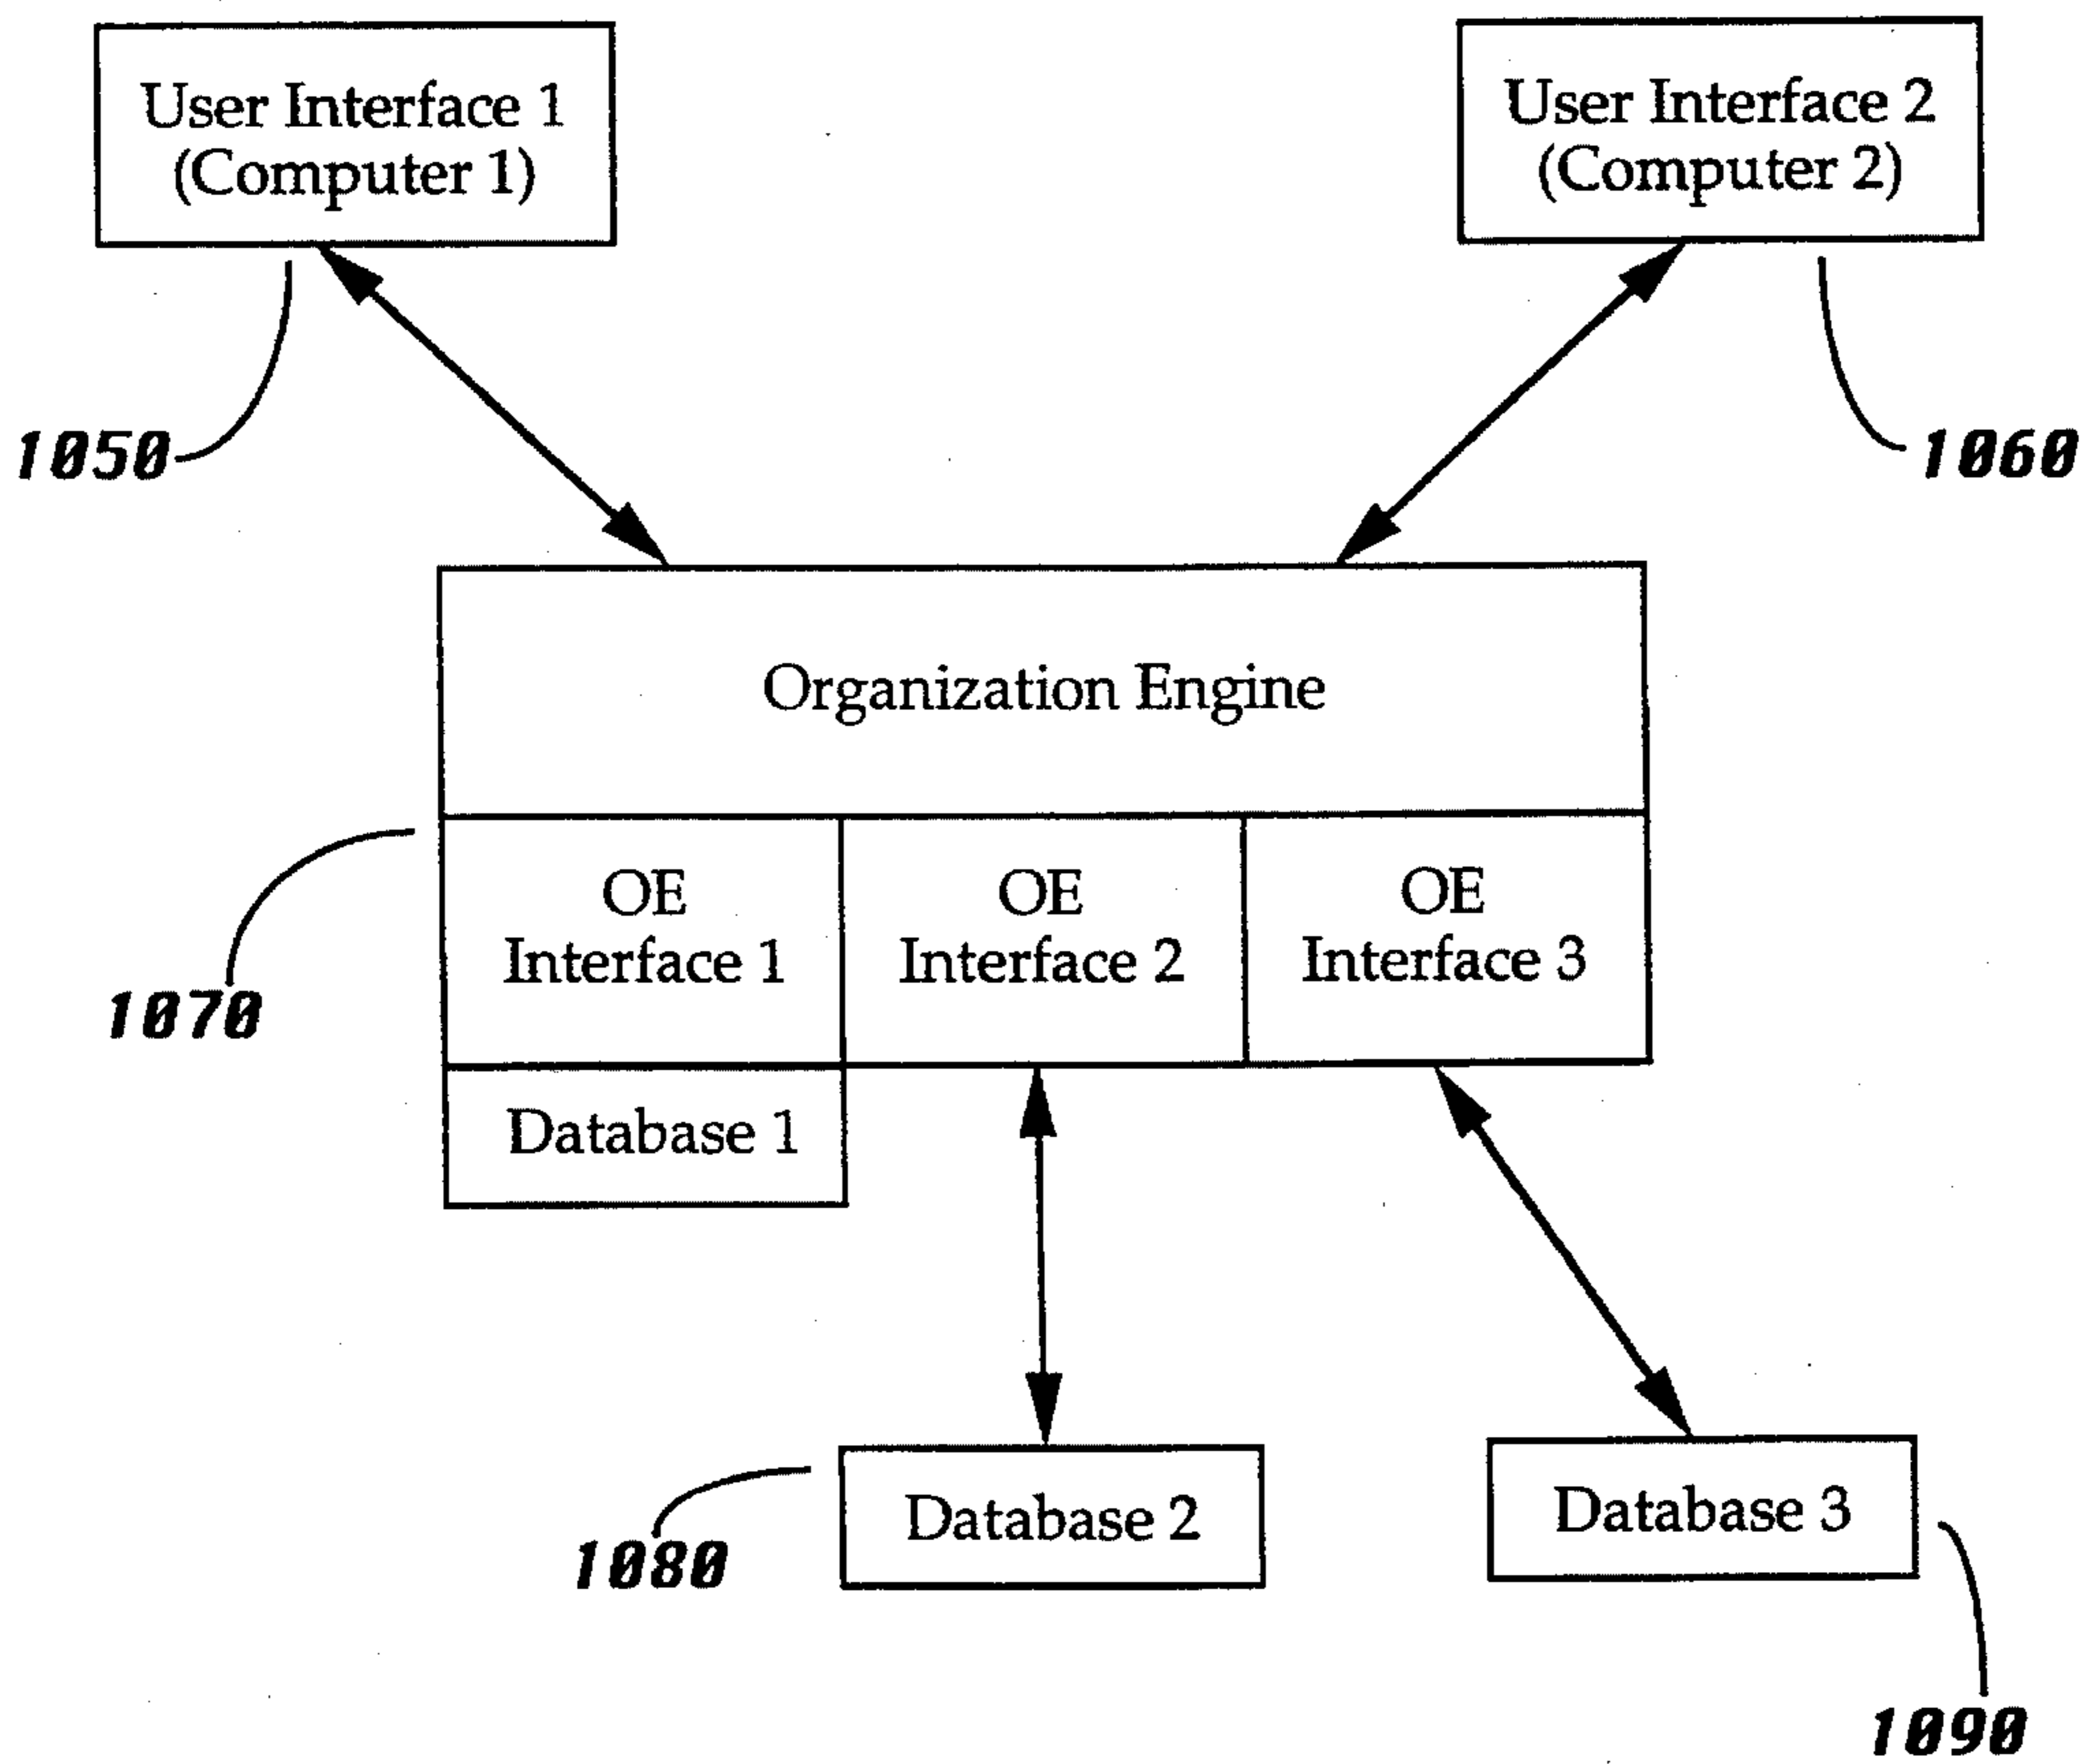 User Interface 1
(Computer 1)
User Interface 2
(Computer 2)
1050
1060
Organization Engine
OE
Interface 1
OE
Interface 2
OE
Interface 3
1070
Database 1
Database 2
Database 3
1080
1090